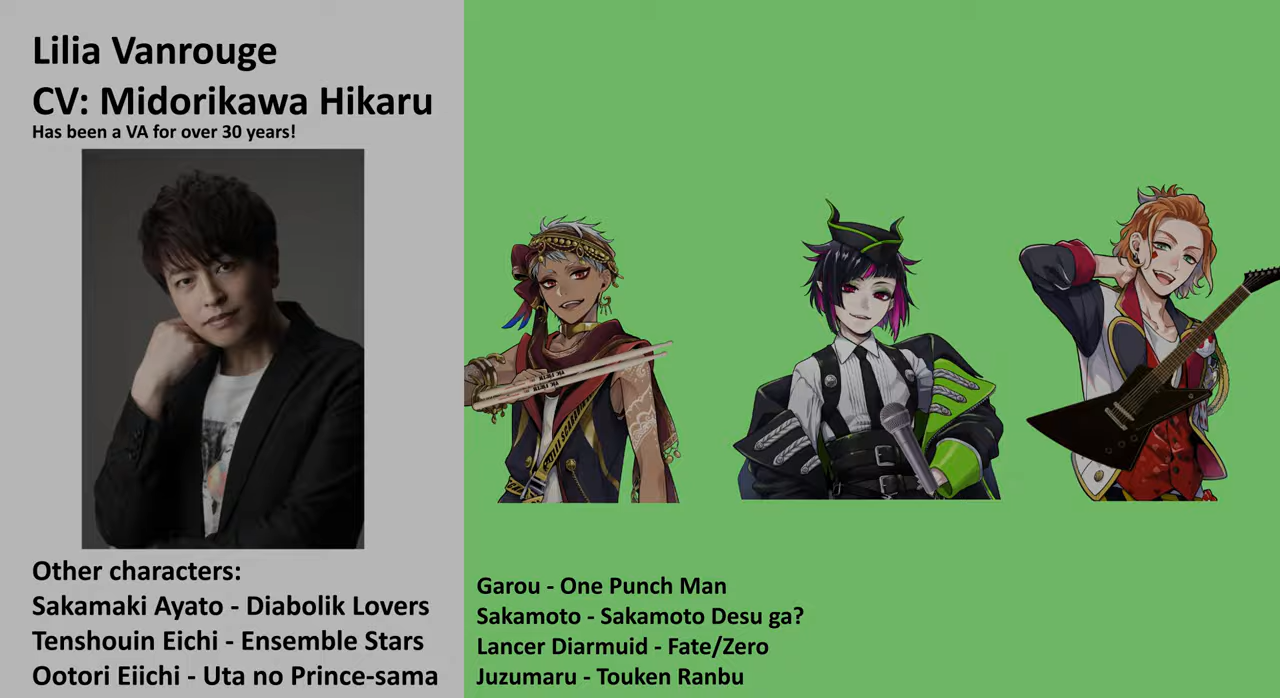 Lilia Vanrouge
CV: Midorikawa Hikaru
Has been a VA for over 30 years!
Other characters:
Sakamaki Ayato - Diabolik Lovers
Tenshouin Eichi - Ensemble Stars
Ootori Eiichi - Uta no Prince-sama
Garou - One Punch Man
Sakamoto - Sakamoto Desu ga?
Lancer Diarmuid - Fate/Zero
Juzumaru - Touken Ranbu